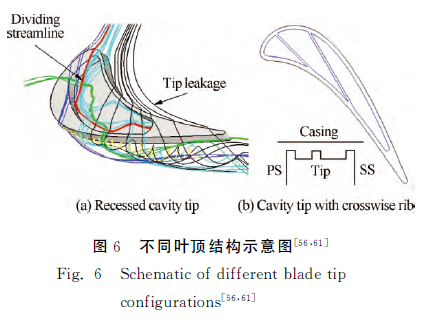 Dividing
streamline
Tip leakage
Casing
PS
Tip
SS
(a) Recessed cavity tip
(b) Cavity tip with crosswise rib
图 6 不同叶顶结构示意图[56,61]
Fig. 6 Schematic of different blade tip
configurations[56,61]